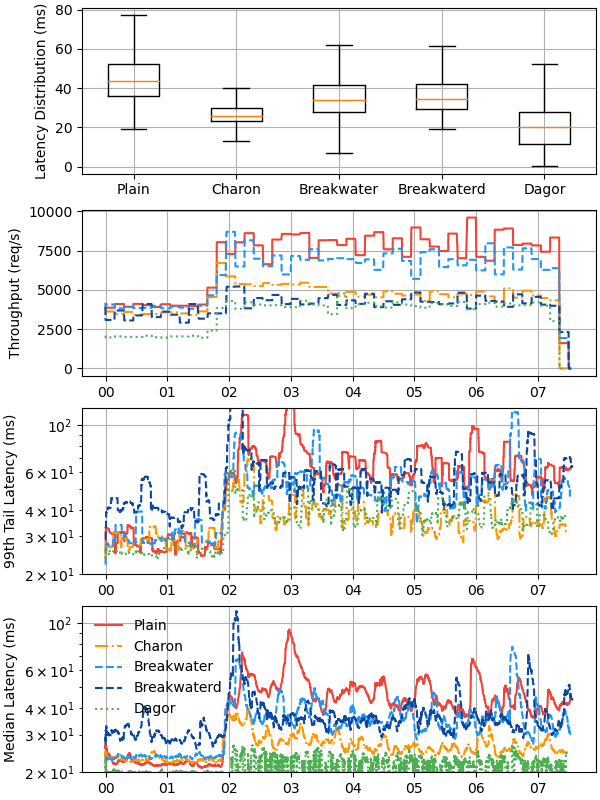 Latency Distribution (ms)
80
60
40
20
0
Plain Charon Breakwater Breakwaterd Dagor
Throughput (req/s)
10000
7500
5000
2500
0
00 01 02 03 04 05 06 07
99th Tail Latency (ms)
10²
6 × 10¹
4 × 10¹
3 × 10¹
2 × 10¹
00 01 02 03 04 05 06 07
Median Latency (ms)
10²
6 × 10¹
4 × 10¹
3 × 10¹
2 × 10¹
Plain
Charon
Breakwater
Breakwaterd
Dagor
00 01 02 03 04 05 06 07